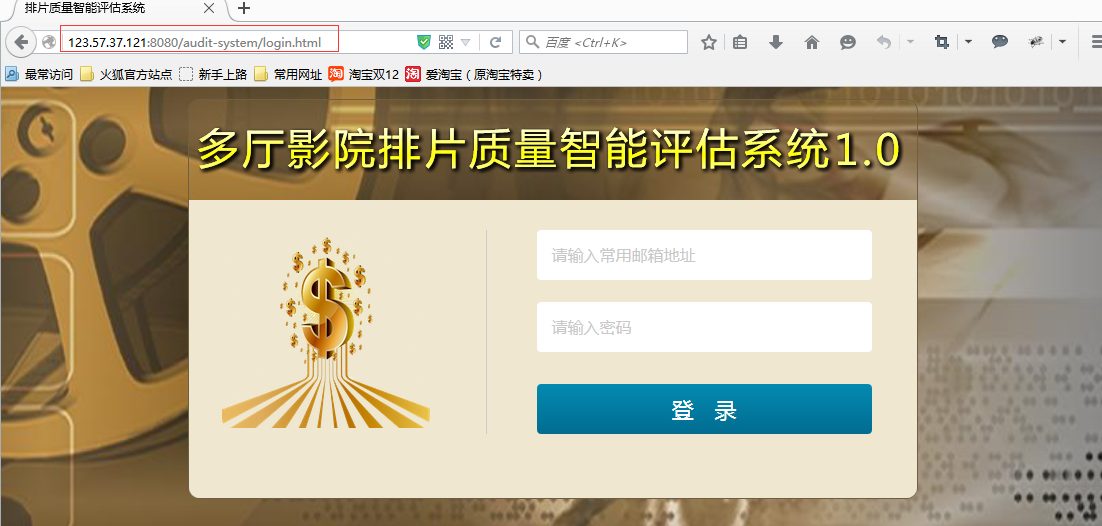 排片质量智能评估系统
123.57.37.121:8080/audit-system/login.html
百度 <Ctrl+K>
最常访问 火狐官方站点 新手上路 常用网址 淘宝双12 爱淘宝（原淘宝特卖）
多厅影院排片质量智能评估系统1.0
请输入常用邮箱地址
请输入密码
登 录